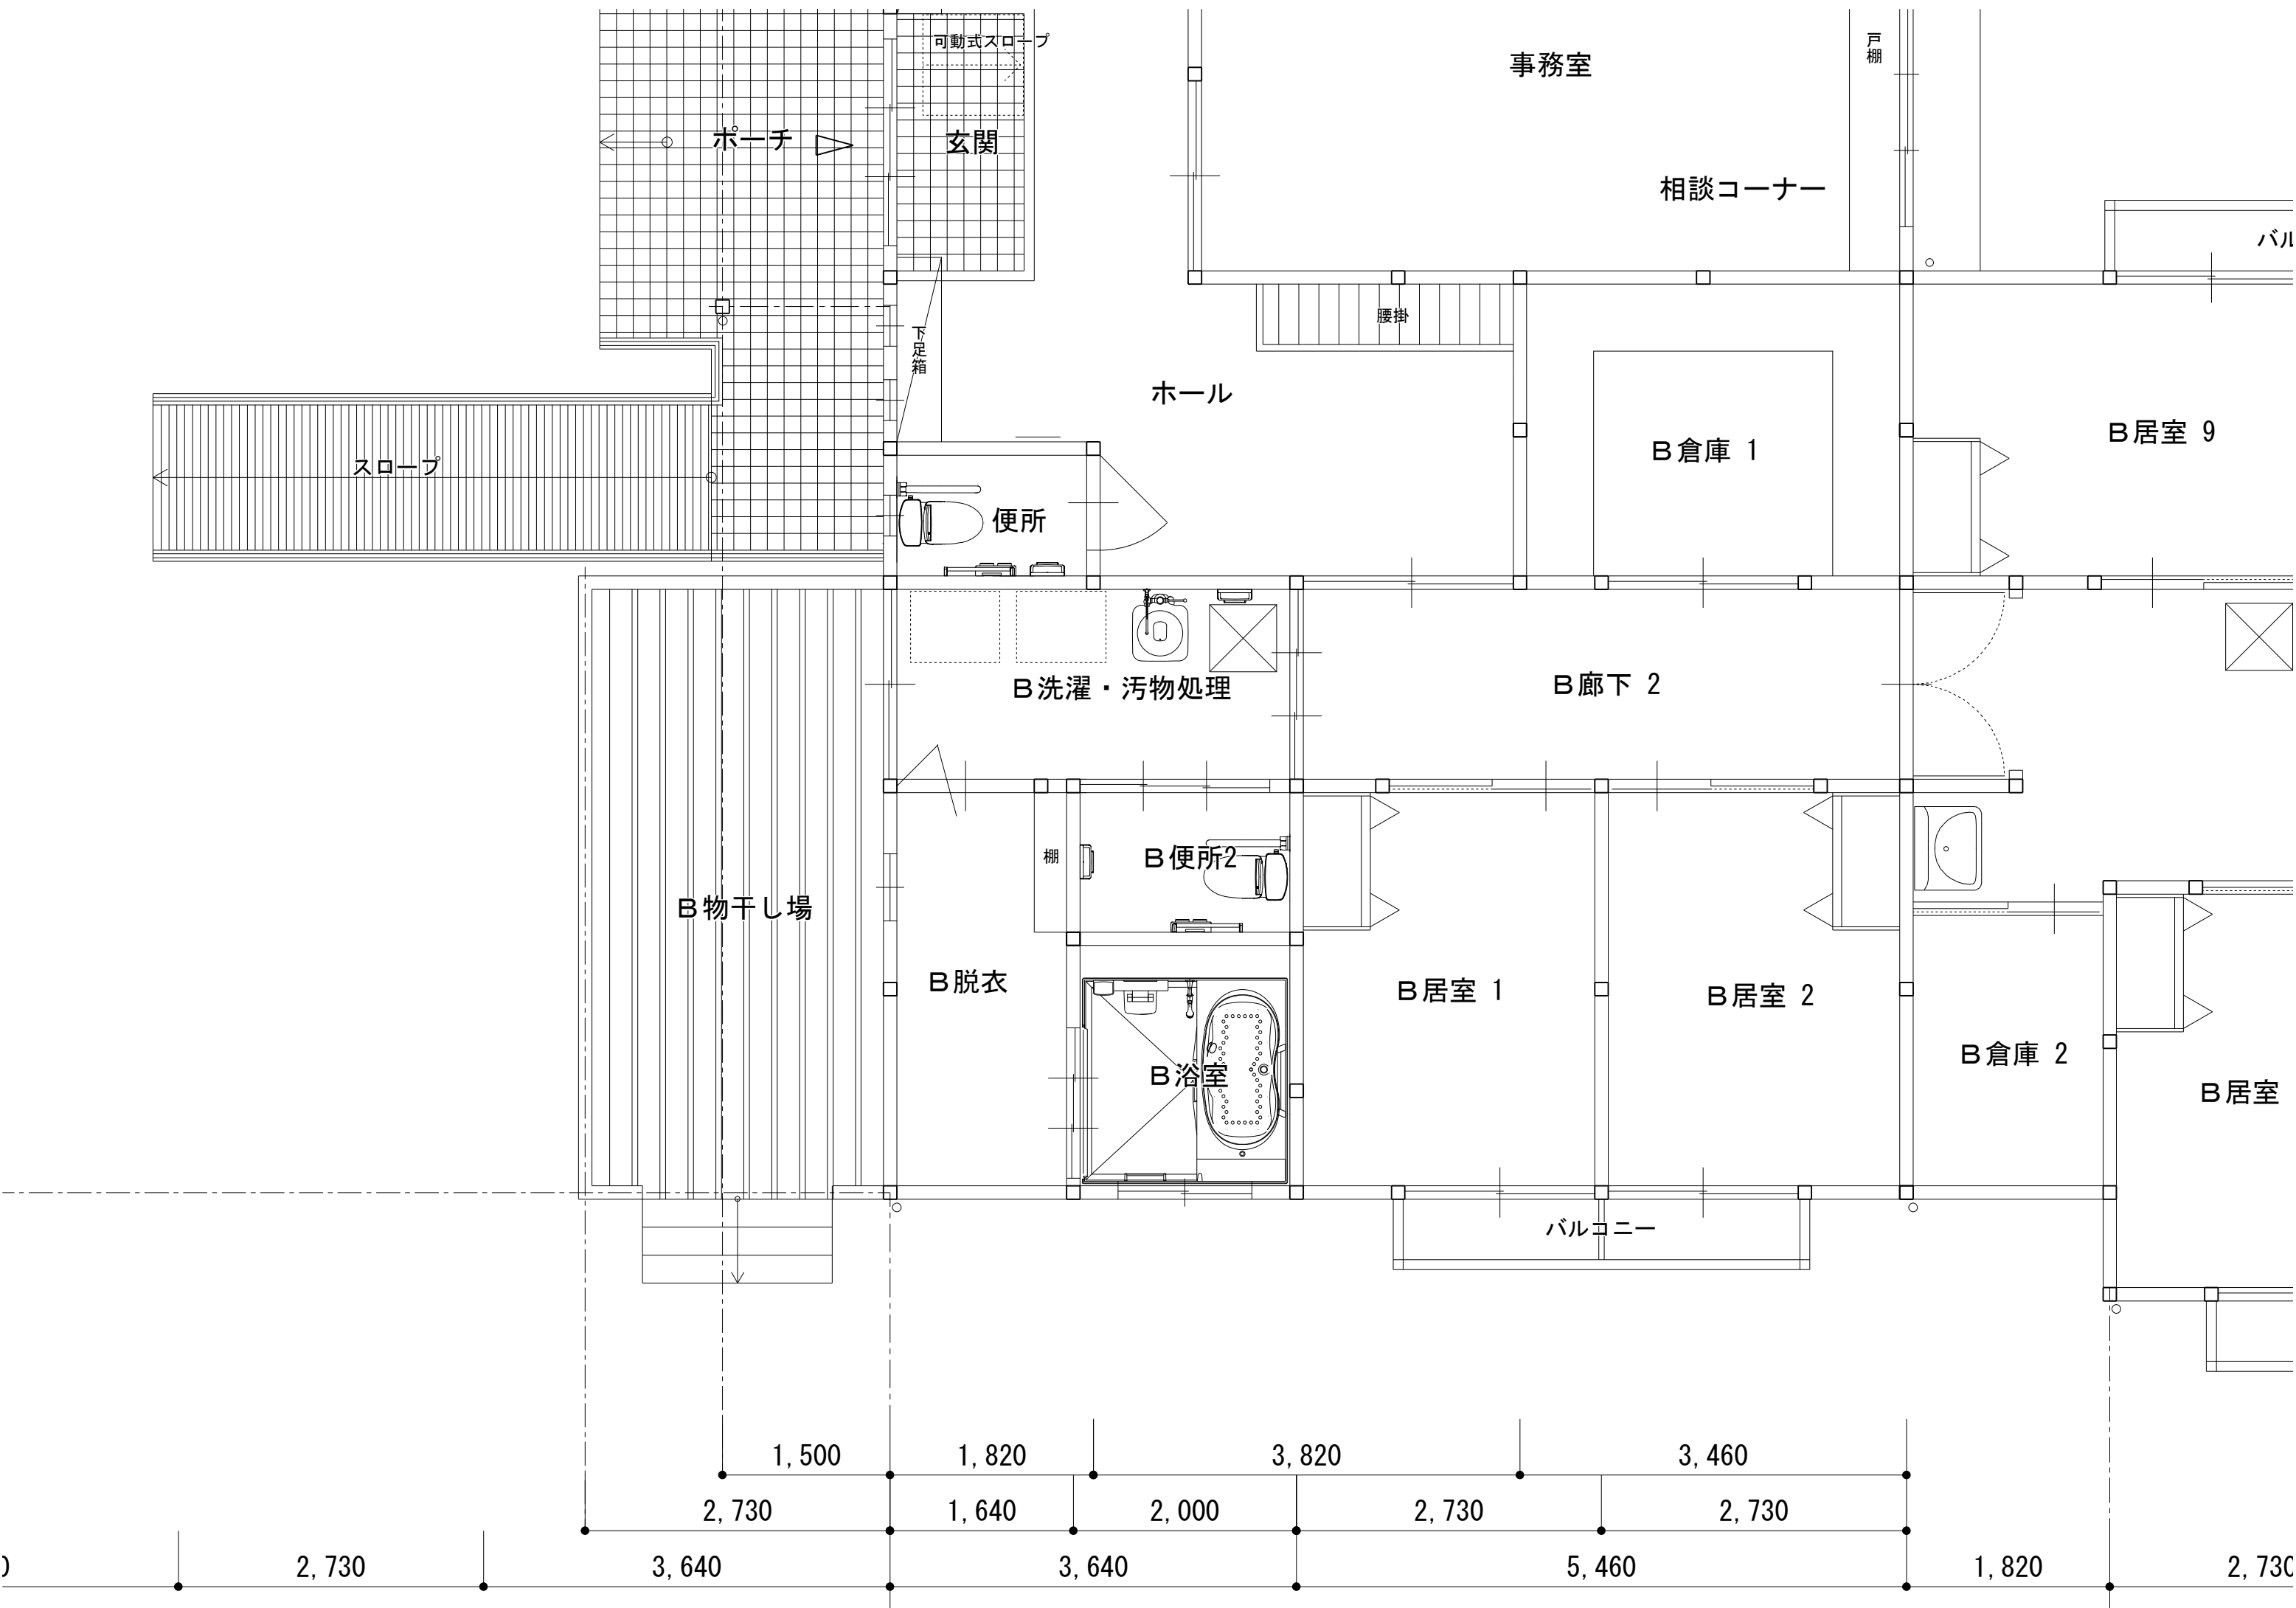 可動式スロープ
事務室
戸棚
ポーチ
玄関
相談コーナー
バル
下足箱
腰掛
ホール
スロープ
B倉庫 1
B居室 9
便所
B洗濯・汚物処理
B廊下 2
棚
B便所2
B物干し場
B脱衣
B居室 1
B居室 2
B浴室
B倉庫 2
B居室
バルコニー
1,500
1,820
3,820
3,460
2,730
1,640
2,000
2,730
2,730
2,730
3,640
3,640
5,460
1,820
2,730